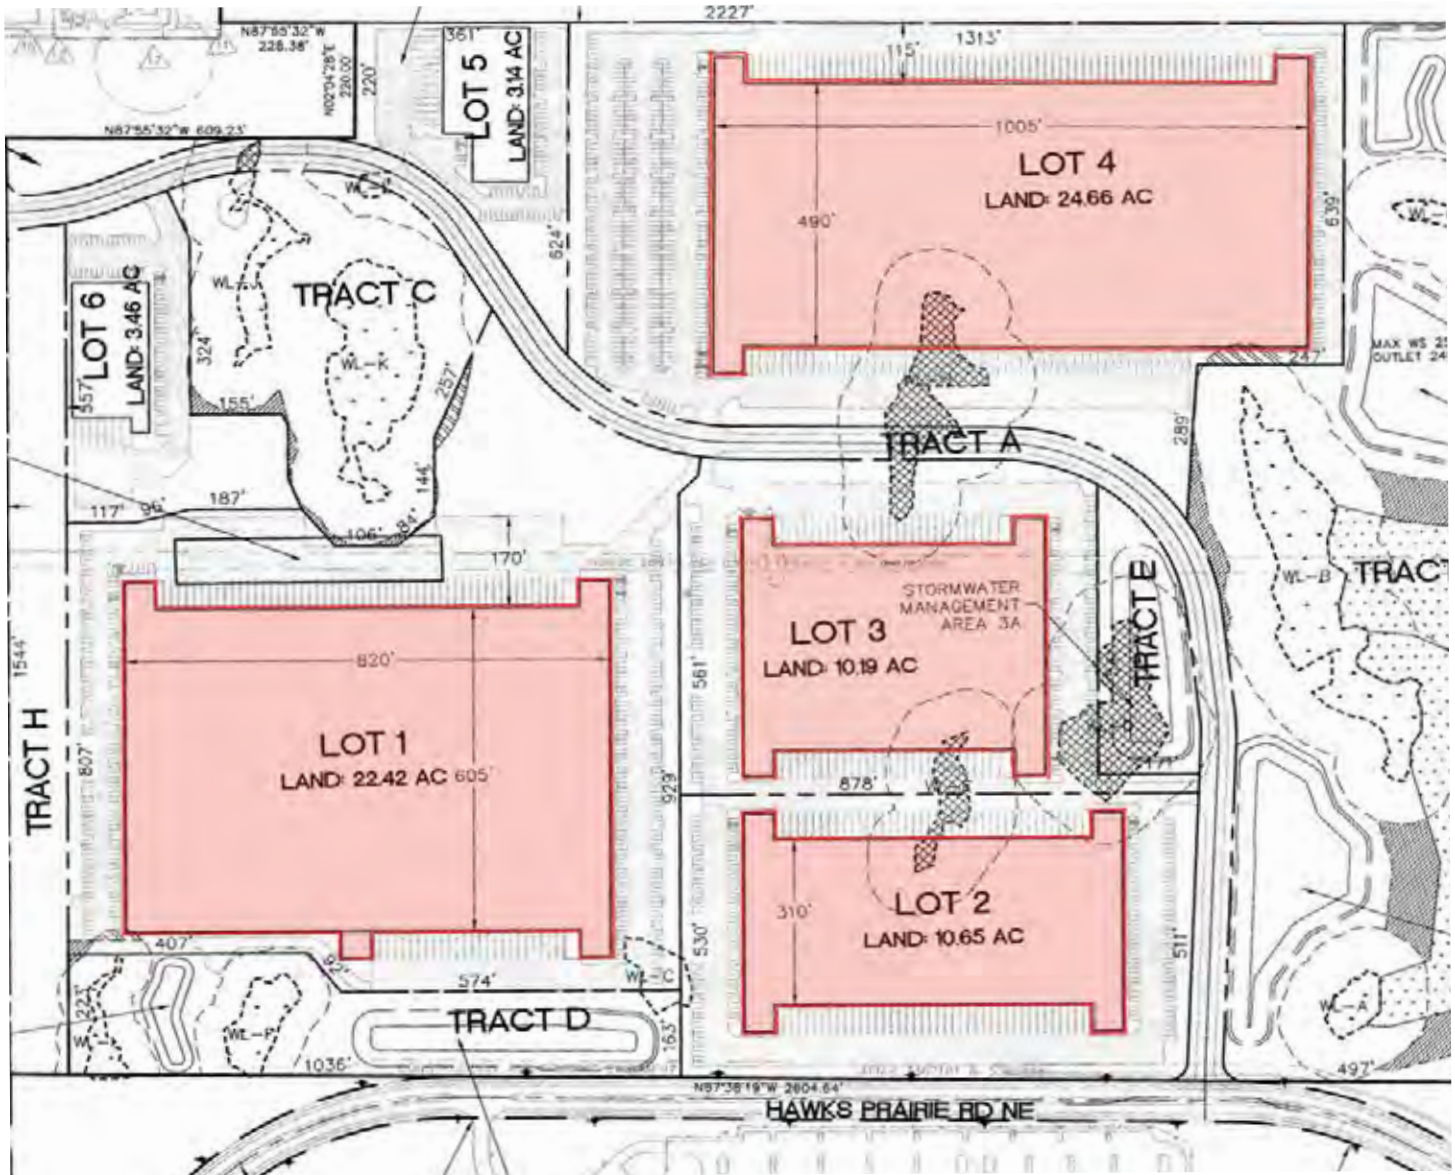 2227'
N87°55'32"W
228.38'
361'
1313'
115'
N02°04'28"E
220.00'
220'
LOT 5
LAND: 3.14 AC
N87°55'32"W 609.23'
1005'
LOT 4
LAND: 24.66 AC
490'
639'
624'
TRACT C
WL-J
WL-K
LOT 6
LAND: 3.46 AC
557'
324'
155'
257'
144'
84'
106'
187'
117'
96'
247'
MAX WS
OUTLET
289'
TRACT A
170'
TRACT E
STORMWATER
MANAGEMENT
AREA 3A
WL-B
TRACT
LOT 3
LAND: 10.19 AC
561'
820'
1544'
TRACT H
807'
LOT 1
LAND: 22.42 AC
605'
929'
878'
LOT 2
LAND: 10.65 AC
310'
530'
511'
407'
92'
574'
WL-C
223'
WL-F
TRACT D
163'
1036'
WL-A
497'
N87°38'19"W 2604.64'
HAWKS PRAIRIE RD NE